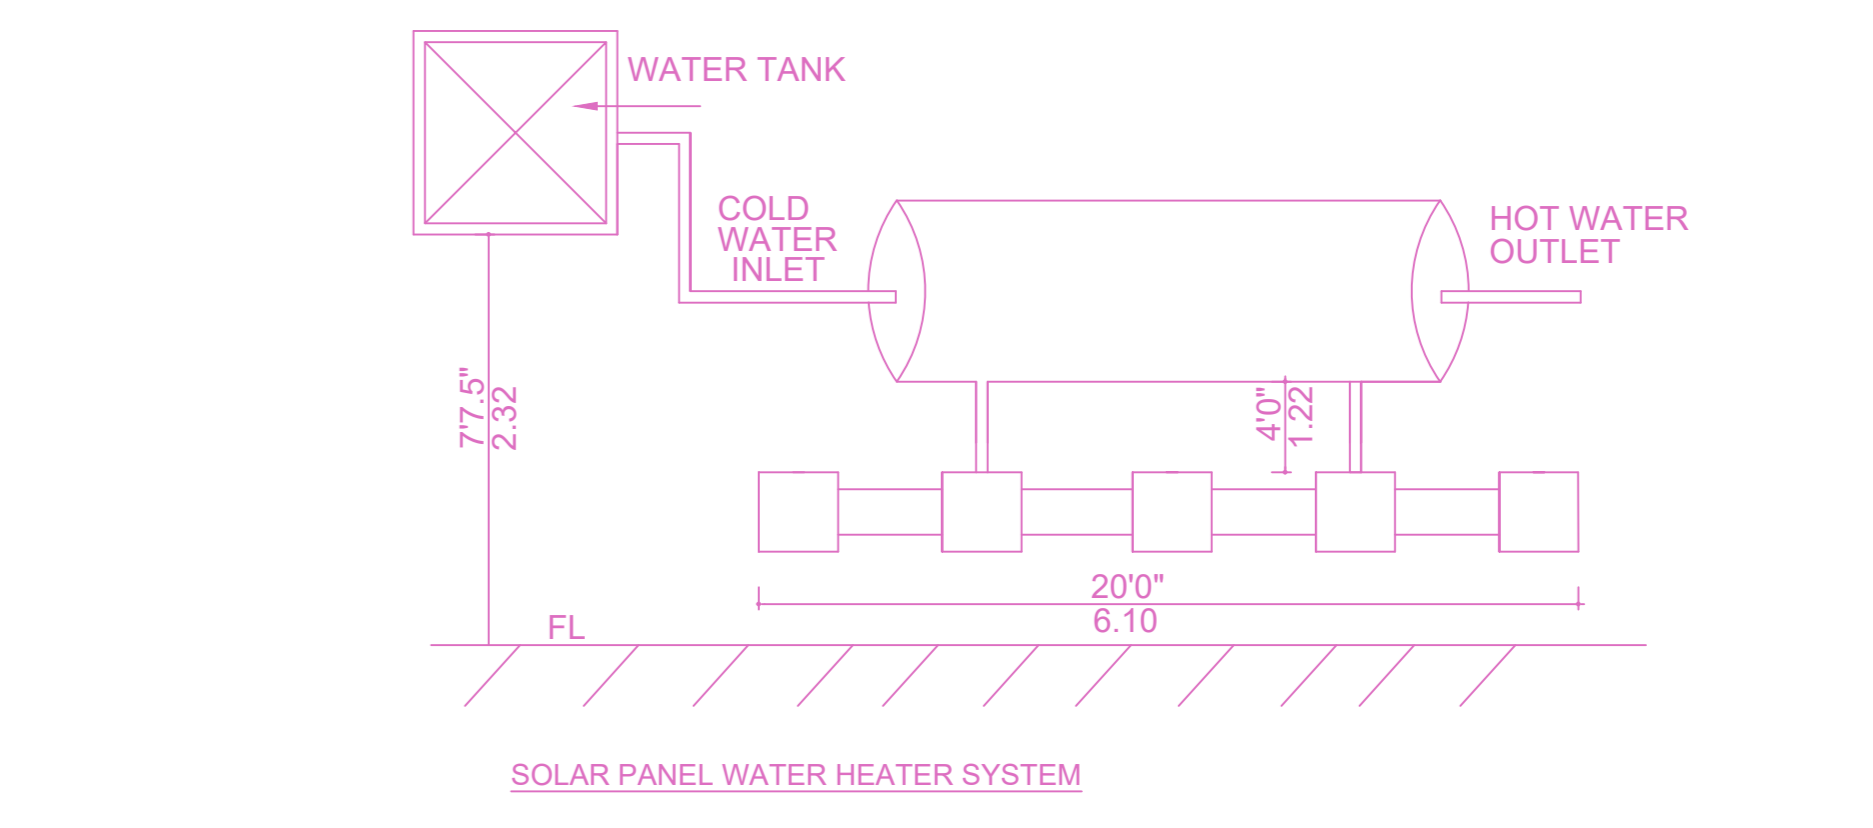 WATER TANK
COLD
WATER
INLET
HOT WATER
OUTLET
7'7.5"
2.32
4'0"
1.22
20'0"
6.10
FL
SOLAR PANEL WATER HEATER SYSTEM